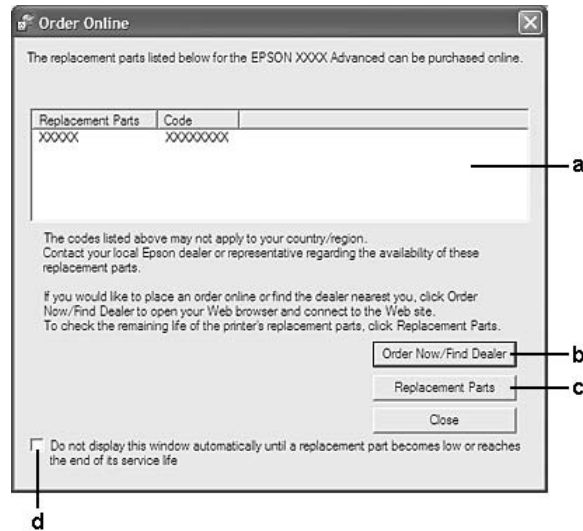 Order Online
The replacement parts listed below for the EPSON XXXX Advanced can be purchased online.
Replacement Parts Code
XXXXX XXXXXXXX
a
The codes listed above may not apply to your country/region.
Contact your local Epson dealer or representative regarding the availability of these
replacement parts.
If you would like to place an order online or find the dealer nearest you, click Order
Now/Find Dealer to open your Web browser and connect to the Web site.
To check the remaining life of the printer's replacement parts, click Replacement Parts.
Order Now/Find Dealer b
Replacement Parts c
Close
Do not display this window automatically until a replacement part becomes low or reaches
the end of its service life
d